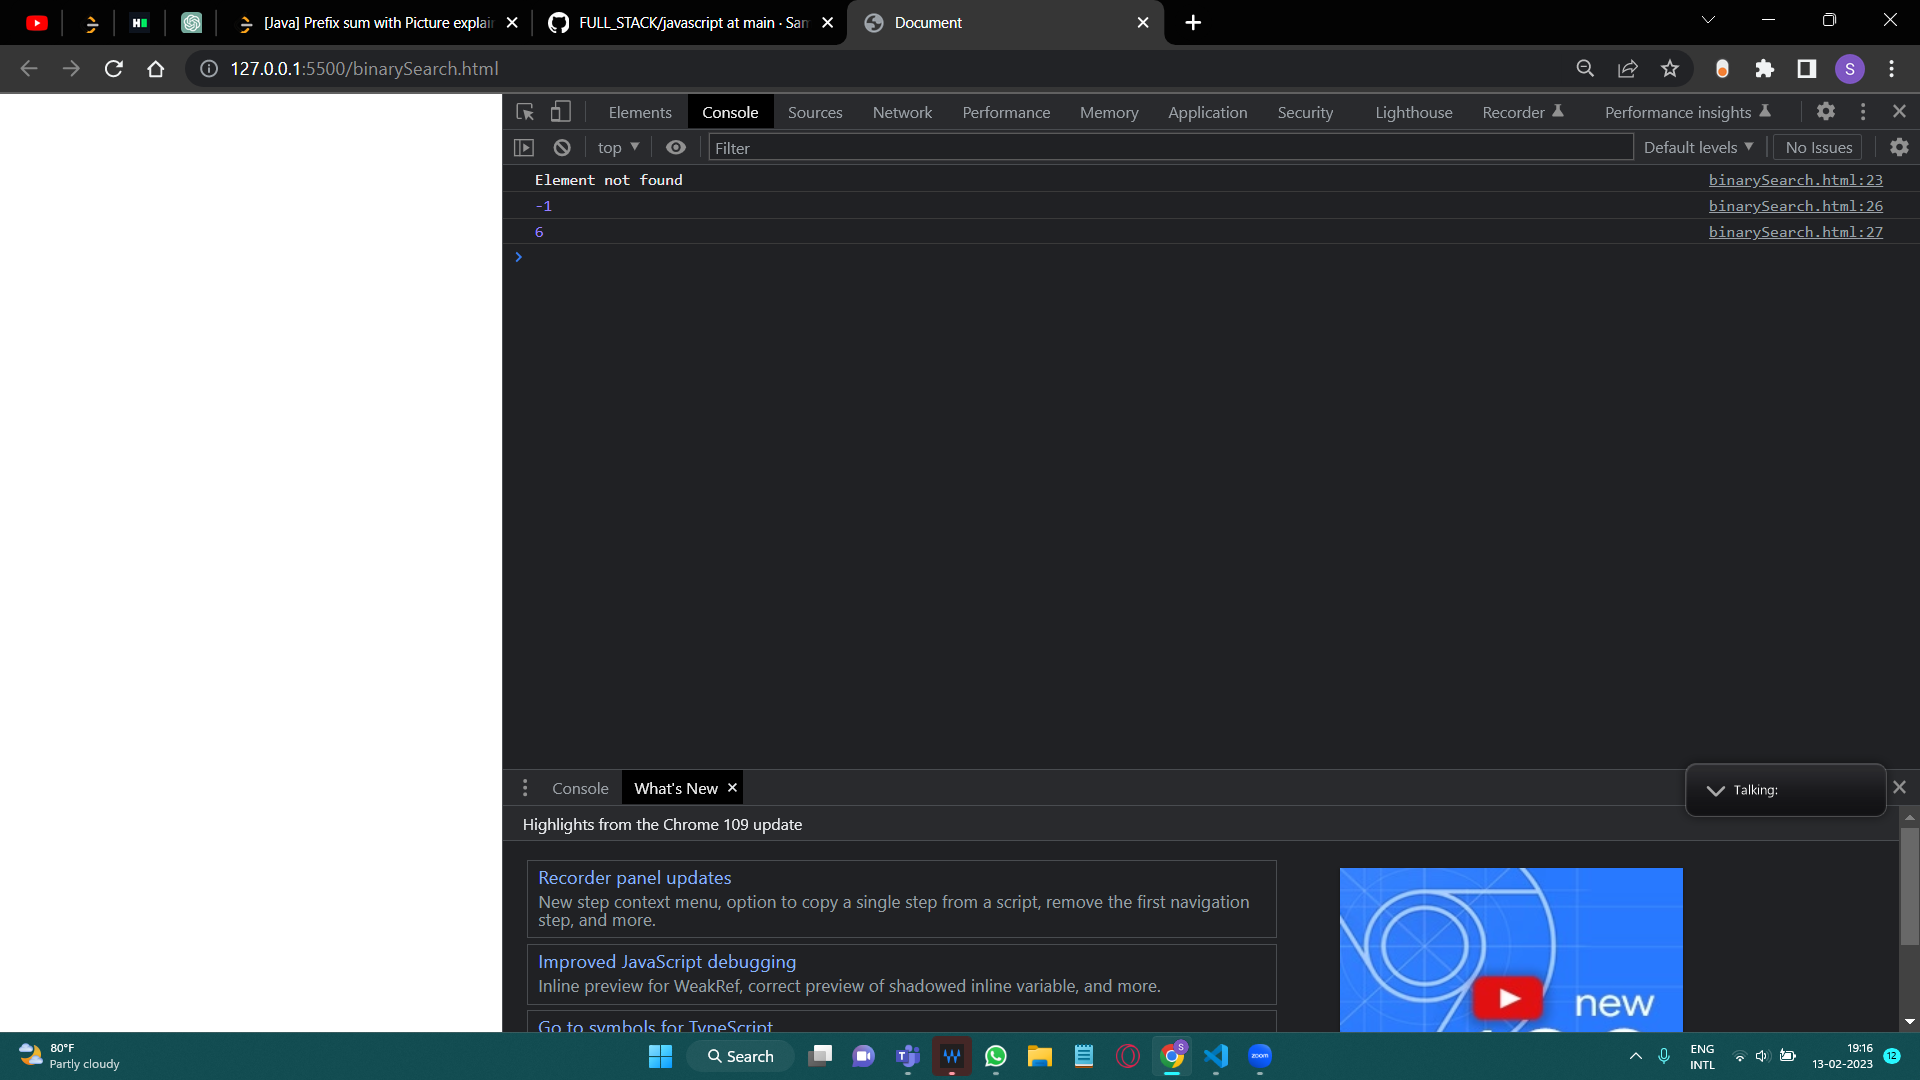 [Java] Prefix sum with Picture explain
FULL_STACK/javascript at main · Sam
Document
127.0.0.1:5500/binarySearch.html
S
Elements
Console
Sources
Network
Performance
Memory
Application
Security
Lighthouse
Recorder
Performance insights
top
Filter
Default levels
No Issues
Element not found
binarySearch.html:23
-1
binarySearch.html:26
6
binarySearch.html:27
Console
What's New
Talking:
Highlights from the Chrome 109 update
Recorder panel updates
New step context menu, option to copy a single step from a script, remove the first navigation
step, and more.
Improved JavaScript debugging
Inline preview for WeakRef, correct preview of shadowed inline variable, and more.
Go to symbols for TypeScript
new
80°F
Partly cloudy
Search
zoom
ENG
INTL
19:16
13-02-2023
12